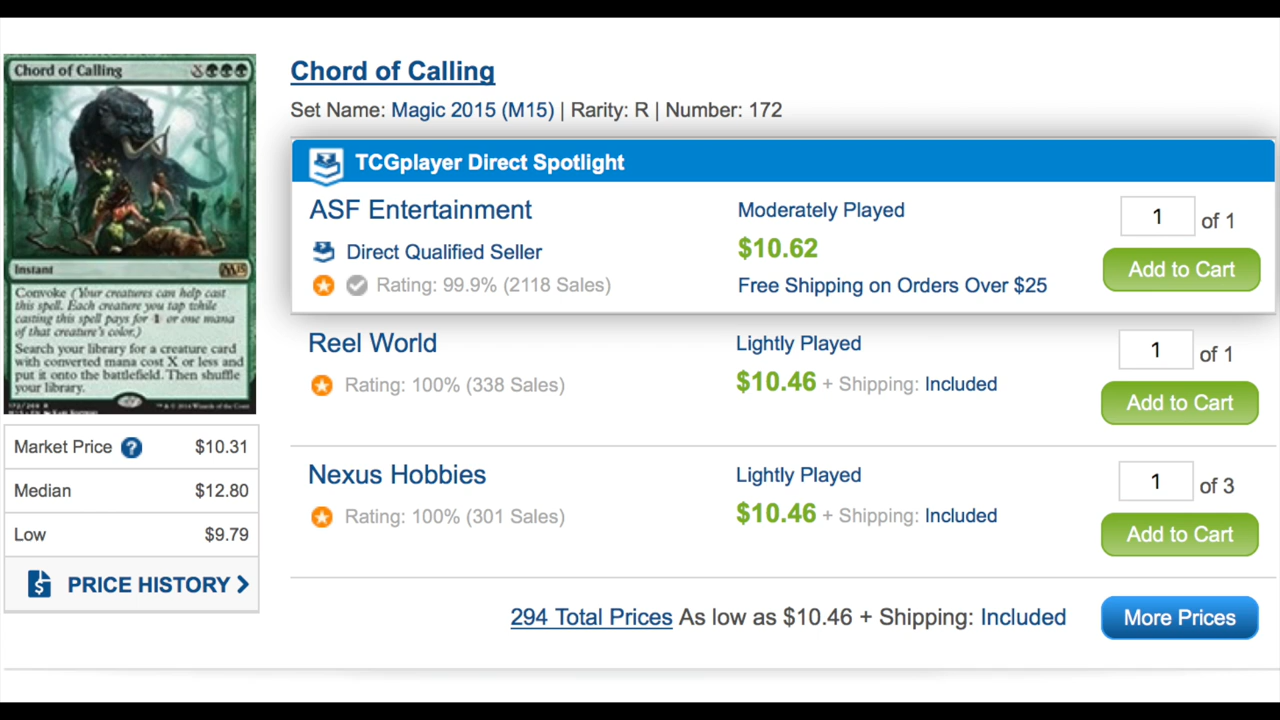 Chord of Calling
Instant
M15
Convoke (Your creatures can help cast
this spell. Each creature you tap while
casting this spell pays for 1 or one mana
of that creature's color.)
Search your library for a creature card
with converted mana cost X or less and
put it onto the battlefield. Then shuffle
your library.
Market Price ? $10.31
Median $12.80
Low $9.79
$ PRICE HISTORY
Chord of Calling
Set Name: Magic 2015 (M15) | Rarity: R | Number: 172
TCGplayer Direct Spotlight
ASF Entertainment
Direct Qualified Seller
Rating: 99.9% (2118 Sales)
Moderately Played
$10.62
Free Shipping on Orders Over $25
1 of 1
Add to Cart
Reel World
Rating: 100% (338 Sales)
Lightly Played
$10.46 + Shipping: Included
1 of 1
Add to Cart
Nexus Hobbies
Rating: 100% (301 Sales)
Lightly Played
$10.46 + Shipping: Included
1 of 3
Add to Cart
294 Total Prices As low as $10.46 + Shipping: Included
More Prices